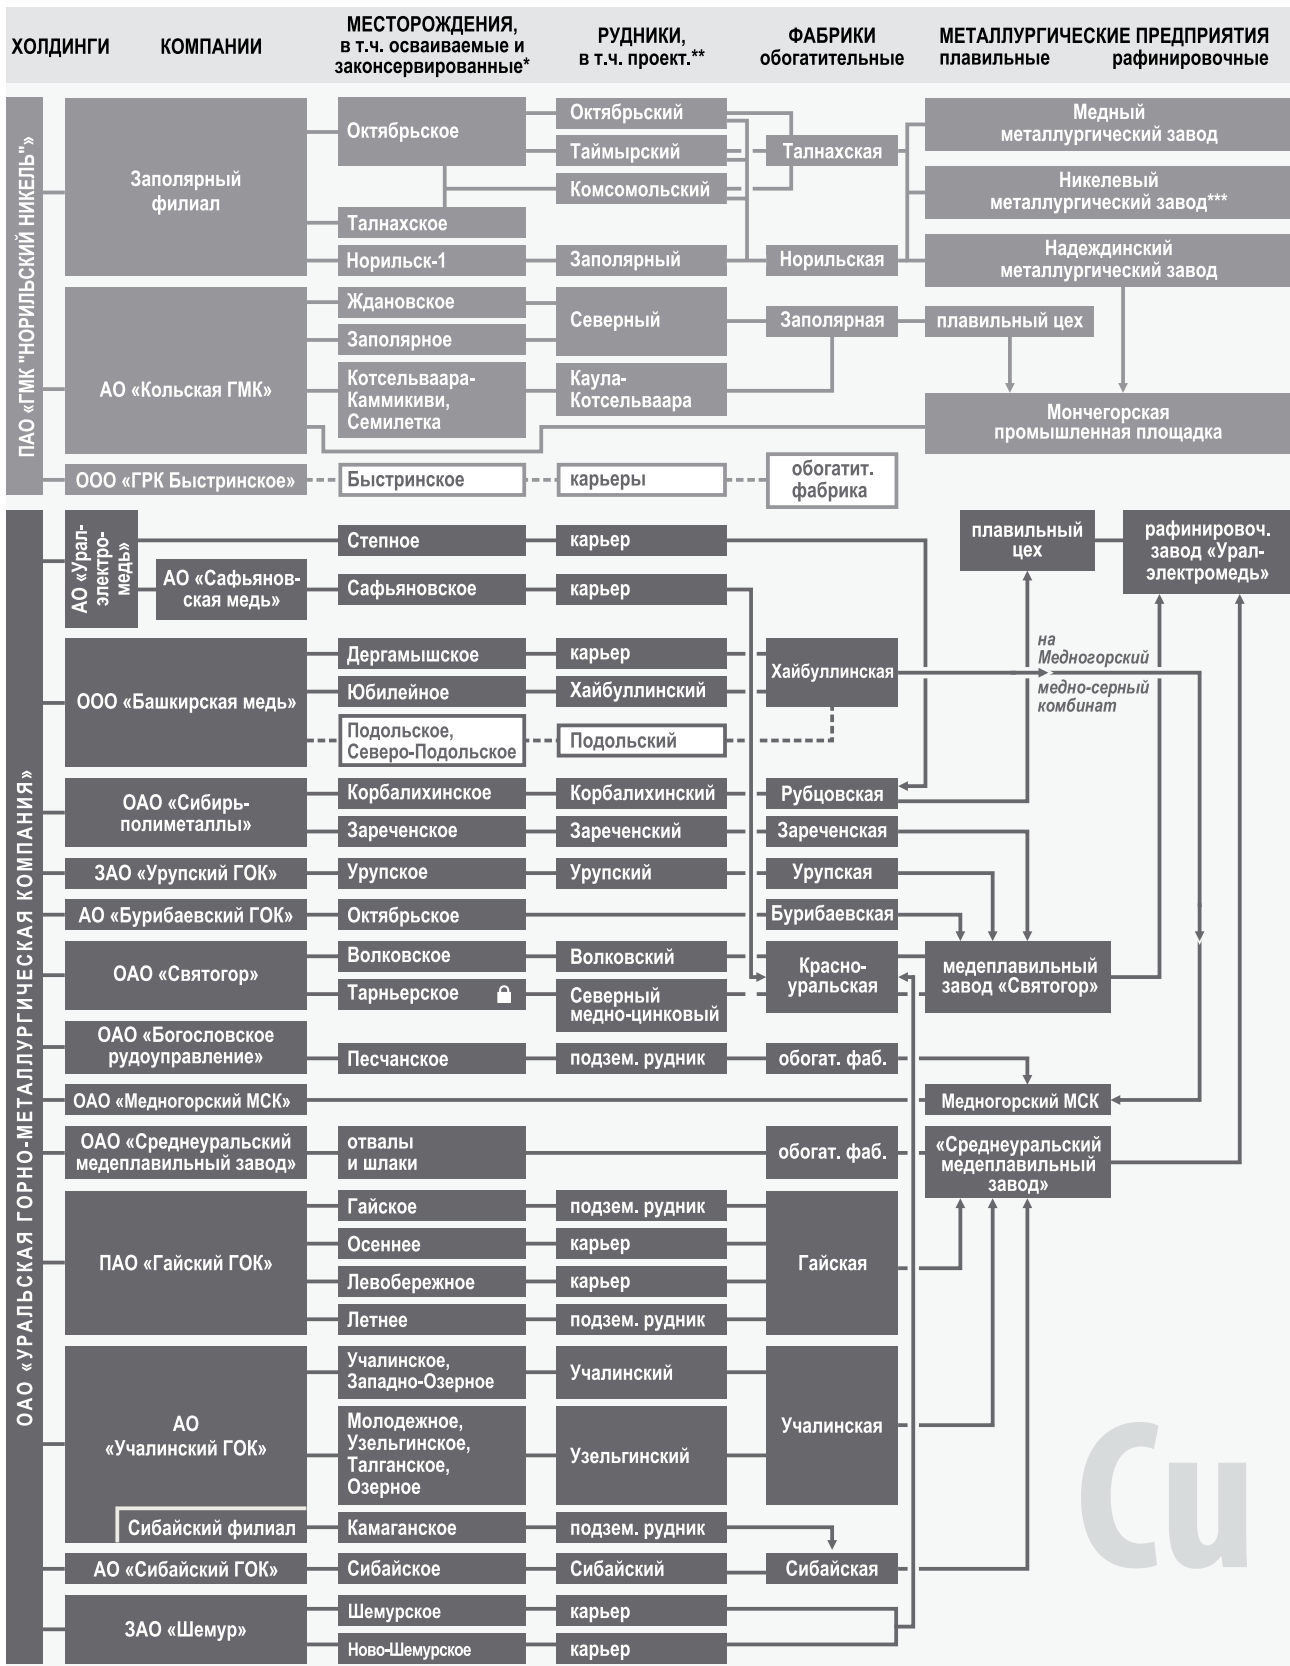 ХОЛДИНГИ
КОМПАНИИ
МЕСТОРОЖДЕНИЯ,
в т.ч. осваиваемые и
законсервированные*
РУДНИКИ,
в т.ч. проект.**
ФАБРИКИ
обогатительные
МЕТАЛЛУРГИЧЕСКИЕ ПРЕДПРИЯТИЯ
плавильные
рафинировочные
ПАО «ГМК "НОРИЛЬСКИЙ НИКЕЛЬ"»
Заполярный
филиал
Октябрьское
Талнахское
Норильск-1
Октябрьский
Таймырский
Комсомольский
Заполярный
Талнахская
Норильская
Медный
металлургический завод
Никелевый
металлургический завод***
Надеждинский
металлургический завод
АО «Кольская ГМК»
Ждановское
Заполярное
Котсельваара-
Каммикиви,
Семилетка
Северный
Каула-
Котсельваара
Заполярная
плавильный цех
Мончегорская
промышленная площадка
ООО «ГРК Быстринское»
Быстринское
карьеры
обогатит.
фабрика
ОАО «УРАЛЬСКАЯ ГОРНО-МЕТАЛЛУРГИЧЕСКАЯ КОМПАНИЯ»
АО «Урал-
электро-
медь»
Степное
карьер
плавильный
цех
рафинировоч.
завод «Урал-
электромедь»
АО «Сафьянов-
ская медь»
Сафьяновское
карьер
ООО «Башкирская медь»
Дергамышское
карьер
Юбилейное
Хайбуллинский
Подольское,
Северо-Подольское
Подольский
Хайбуллинская
на
Медногорский
медно-серный
комбинат
ОАО «Сибирь-
полиметаллы»
Корбалихинское
Корбалихинский
Рубцовская
Зареченское
Зареченский
Зареченская
ЗАО «Урупский ГОК»
Урупское
Урупский
Урупская
АО «Бурибаевский ГОК»
Октябрьское
Бурибаевская
ОАО «Святогор»
Волковское
Волковский
Тарньерское
Северный
медно-цинковый
Красно-
уральская
медеплавильный
завод «Святогор»
ОАО «Богословское
рудоуправление»
Песчанское
подзем. рудник
обогат. фаб.
ОАО «Медногорский МСК»
Медногорский МСК
ОАО «Среднеуральский
медеплавильный завод»
отвалы
и шлаки
обогат. фаб.
«Среднеуральский
медеплавильный
завод»
ПАО «Гайский ГОК»
Гайское
подзем. рудник
Осеннее
карьер
Левобережное
карьер
Летнее
подзем. рудник
Гайская
АО
«Учалинский ГОК»
Учалинское,
Западно-Озерное
Учалинский
Молодежное,
Узельгинское,
Талганское,
Озерное
Узельгинский
Учалинская
Сибайский филиал
Камаганское
подзем. рудник
АО «Сибайский ГОК»
Сибайское
Сибайский
Сибайская
ЗАО «Шемур»
Шемурское
карьер
Ново-Шемурское
карьер
Cu